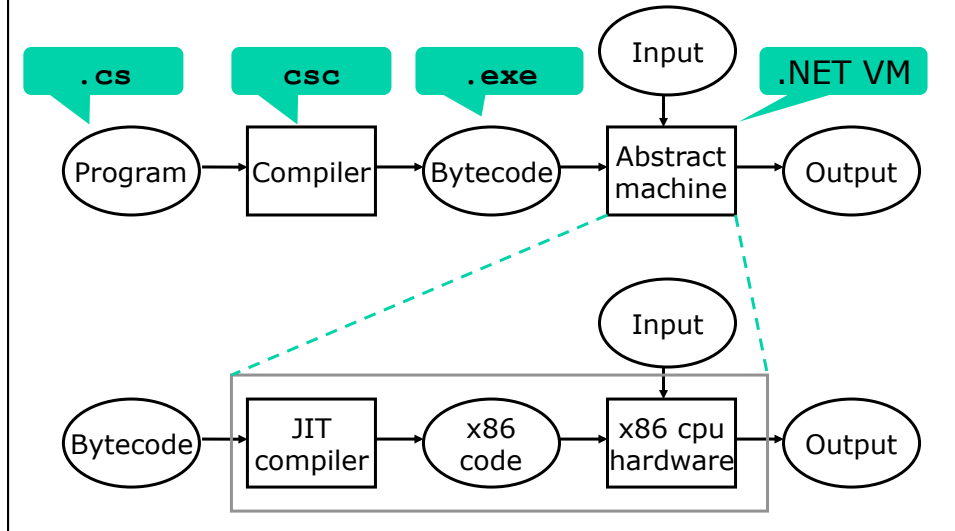 Input
.cs
csc
.exe
.NET VM
Program
Compiler
Bytecode
Abstract
machine
Output
Input
Bytecode
JIT
compiler
x86
code
x86 cpu
hardware
Output